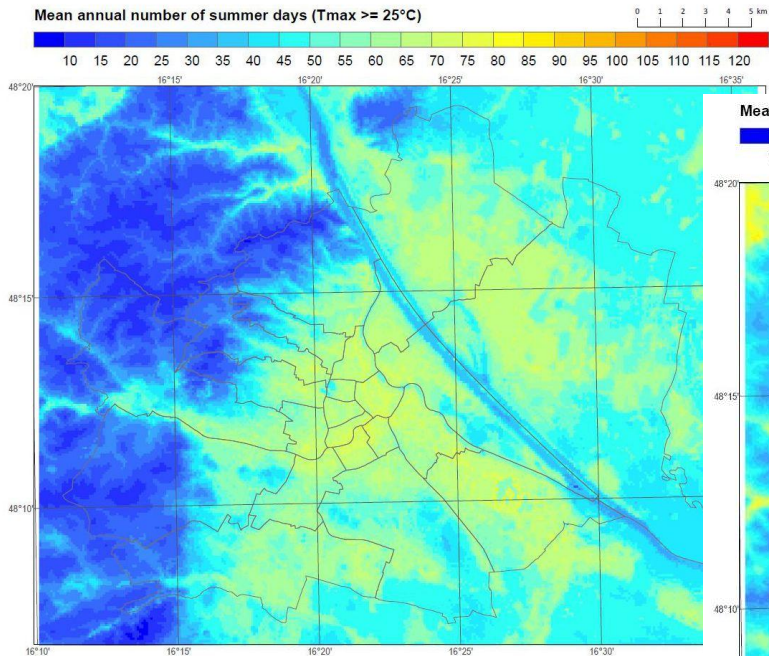 Mean annual number of summer days (Tmax >= 25°C)
0 1 2 3 4 5 km
10 15 20 25 35 40 45 50 55 60 65 70 75 80 85 90 95 100 105 110 115 120
48°20' 16°15' 16°20' 16°25' 16°30' 16°35'
Mea
48°20'
48°15'
48°15'
48°10'
48°10'
16°10' 16°15' 16°20' 16°25' 16°30'